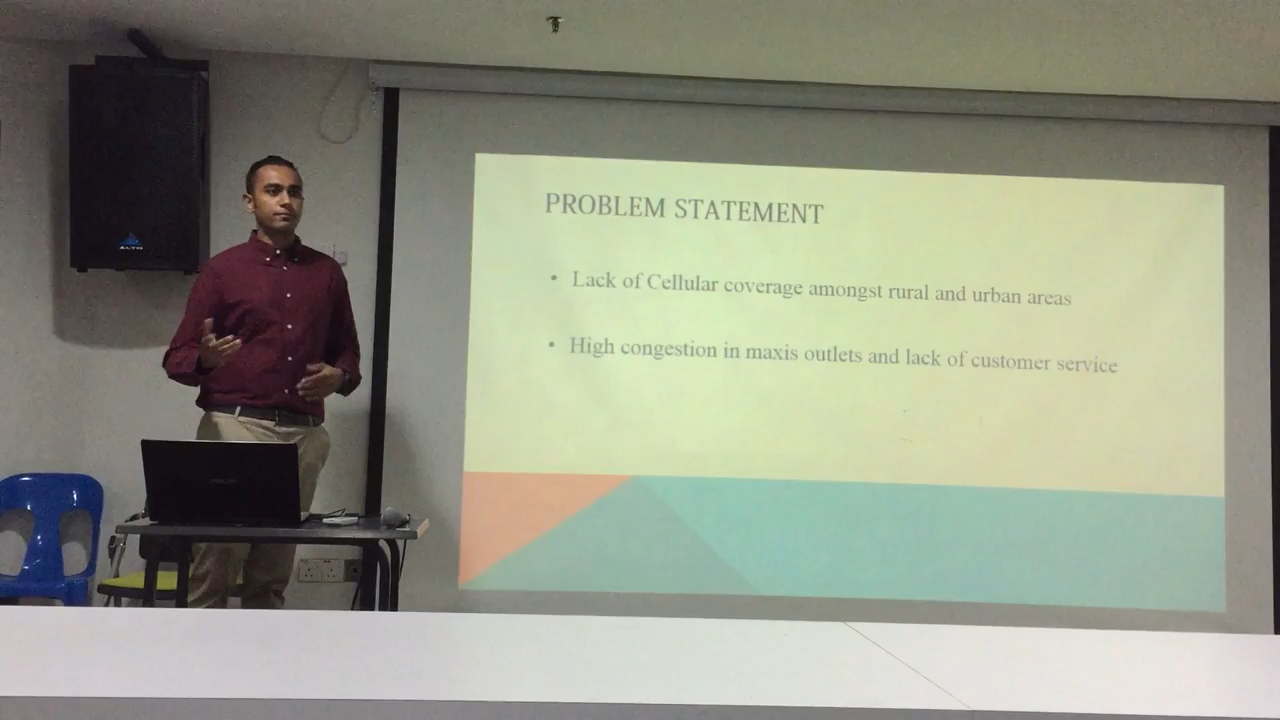 ALTO
PROBLEM STATEMENT
• Lack of Cellular coverage amongst rural and urban areas
• High congestion in maxis outlets and lack of customer service